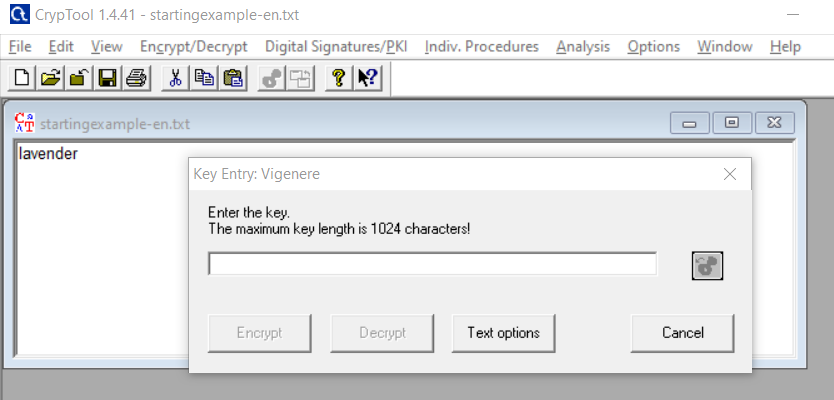 CrypTool 1.4.41 - startingexample-en.txt
File Edit View Encrypt/Decrypt Digital Signatures/PKI Indiv. Procedures Analysis Options Window Help
startingexample-en.txt
lavender
Key Entry: Vigenere
Enter the key.
The maximum key length is 1024 characters!
Encrypt Decrypt Text options Cancel